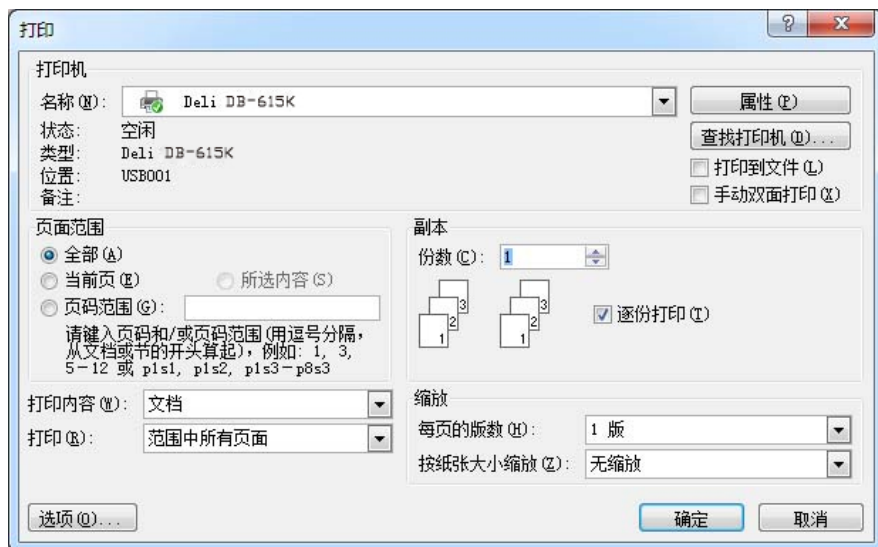 打印
打印机
名称(N): Deli DB-615K 属性(P)
状态: 空闲 查找打印机(D)...
类型: Deli DB-615K 打印到文件(L)
位置: USB001 手动双面打印(X)
备注:
页面范围
全部(A)
当前页(E) 所选内容(S)
页码范围(G):
请键入页码和/或页码范围(用逗号分隔,
从文档或节的开头算起), 例如: 1, 3,
5-12 或 p1s1, p1s2, p1s3-p8s3
副本
份数(C): 1
3 3
2 2
1 1
逐份打印(T)
打印内容(W): 文档
打印(R): 范围中所有页面
缩放
每页的版数(H): 1 版
按纸张大小缩放(Z): 无缩放
选项(O)... 确定 取消